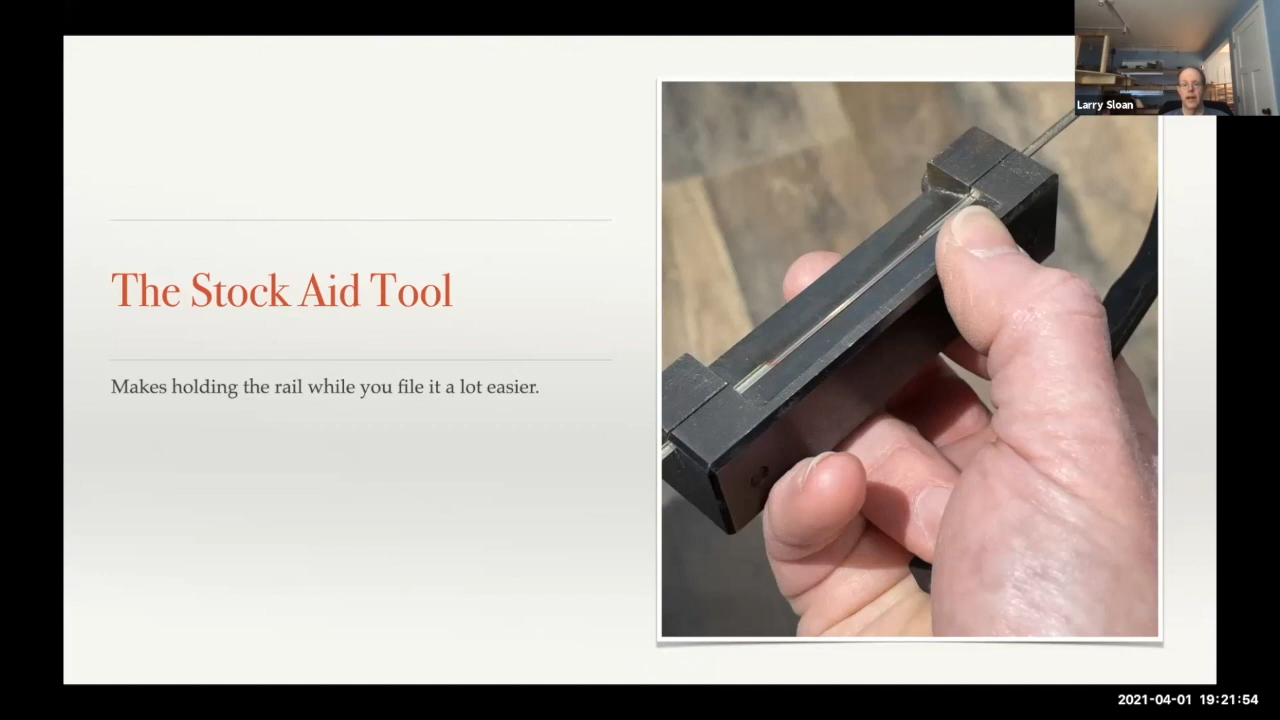 Larry Sloan
The Stock Aid Tool
Makes holding the rail while you file it a lot easier.
2021-04-01 19:21:54